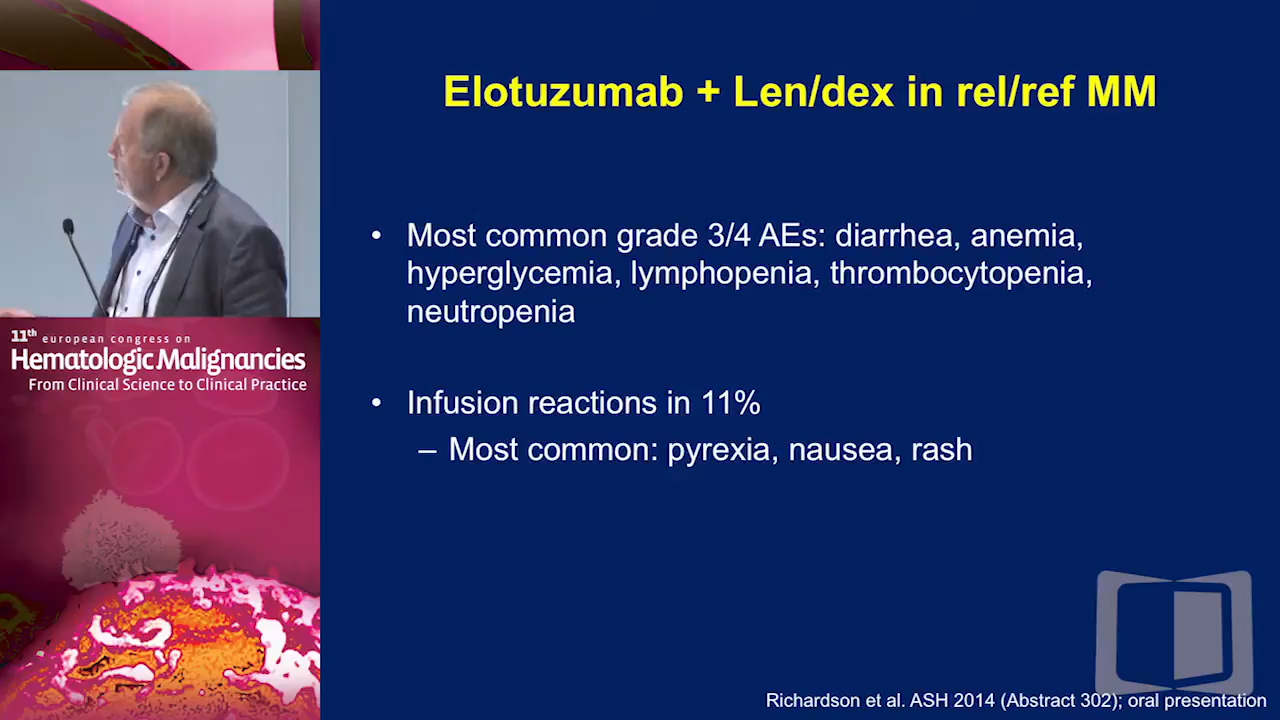 Elotuzumab + Len/dex in rel/ref MM
• Most common grade 3/4 AEs: diarrhea, anemia,
hyperglycemia, lymphopenia, thrombocytopenia,
neutropenia
• Infusion reactions in 11%
– Most common: pyrexia, nausea, rash
Richardson et al. ASH 2014 (Abstract 302); oral presentation
11th european congress on
Hematologic Malignancies
From Clinical Science to Clinical Practice